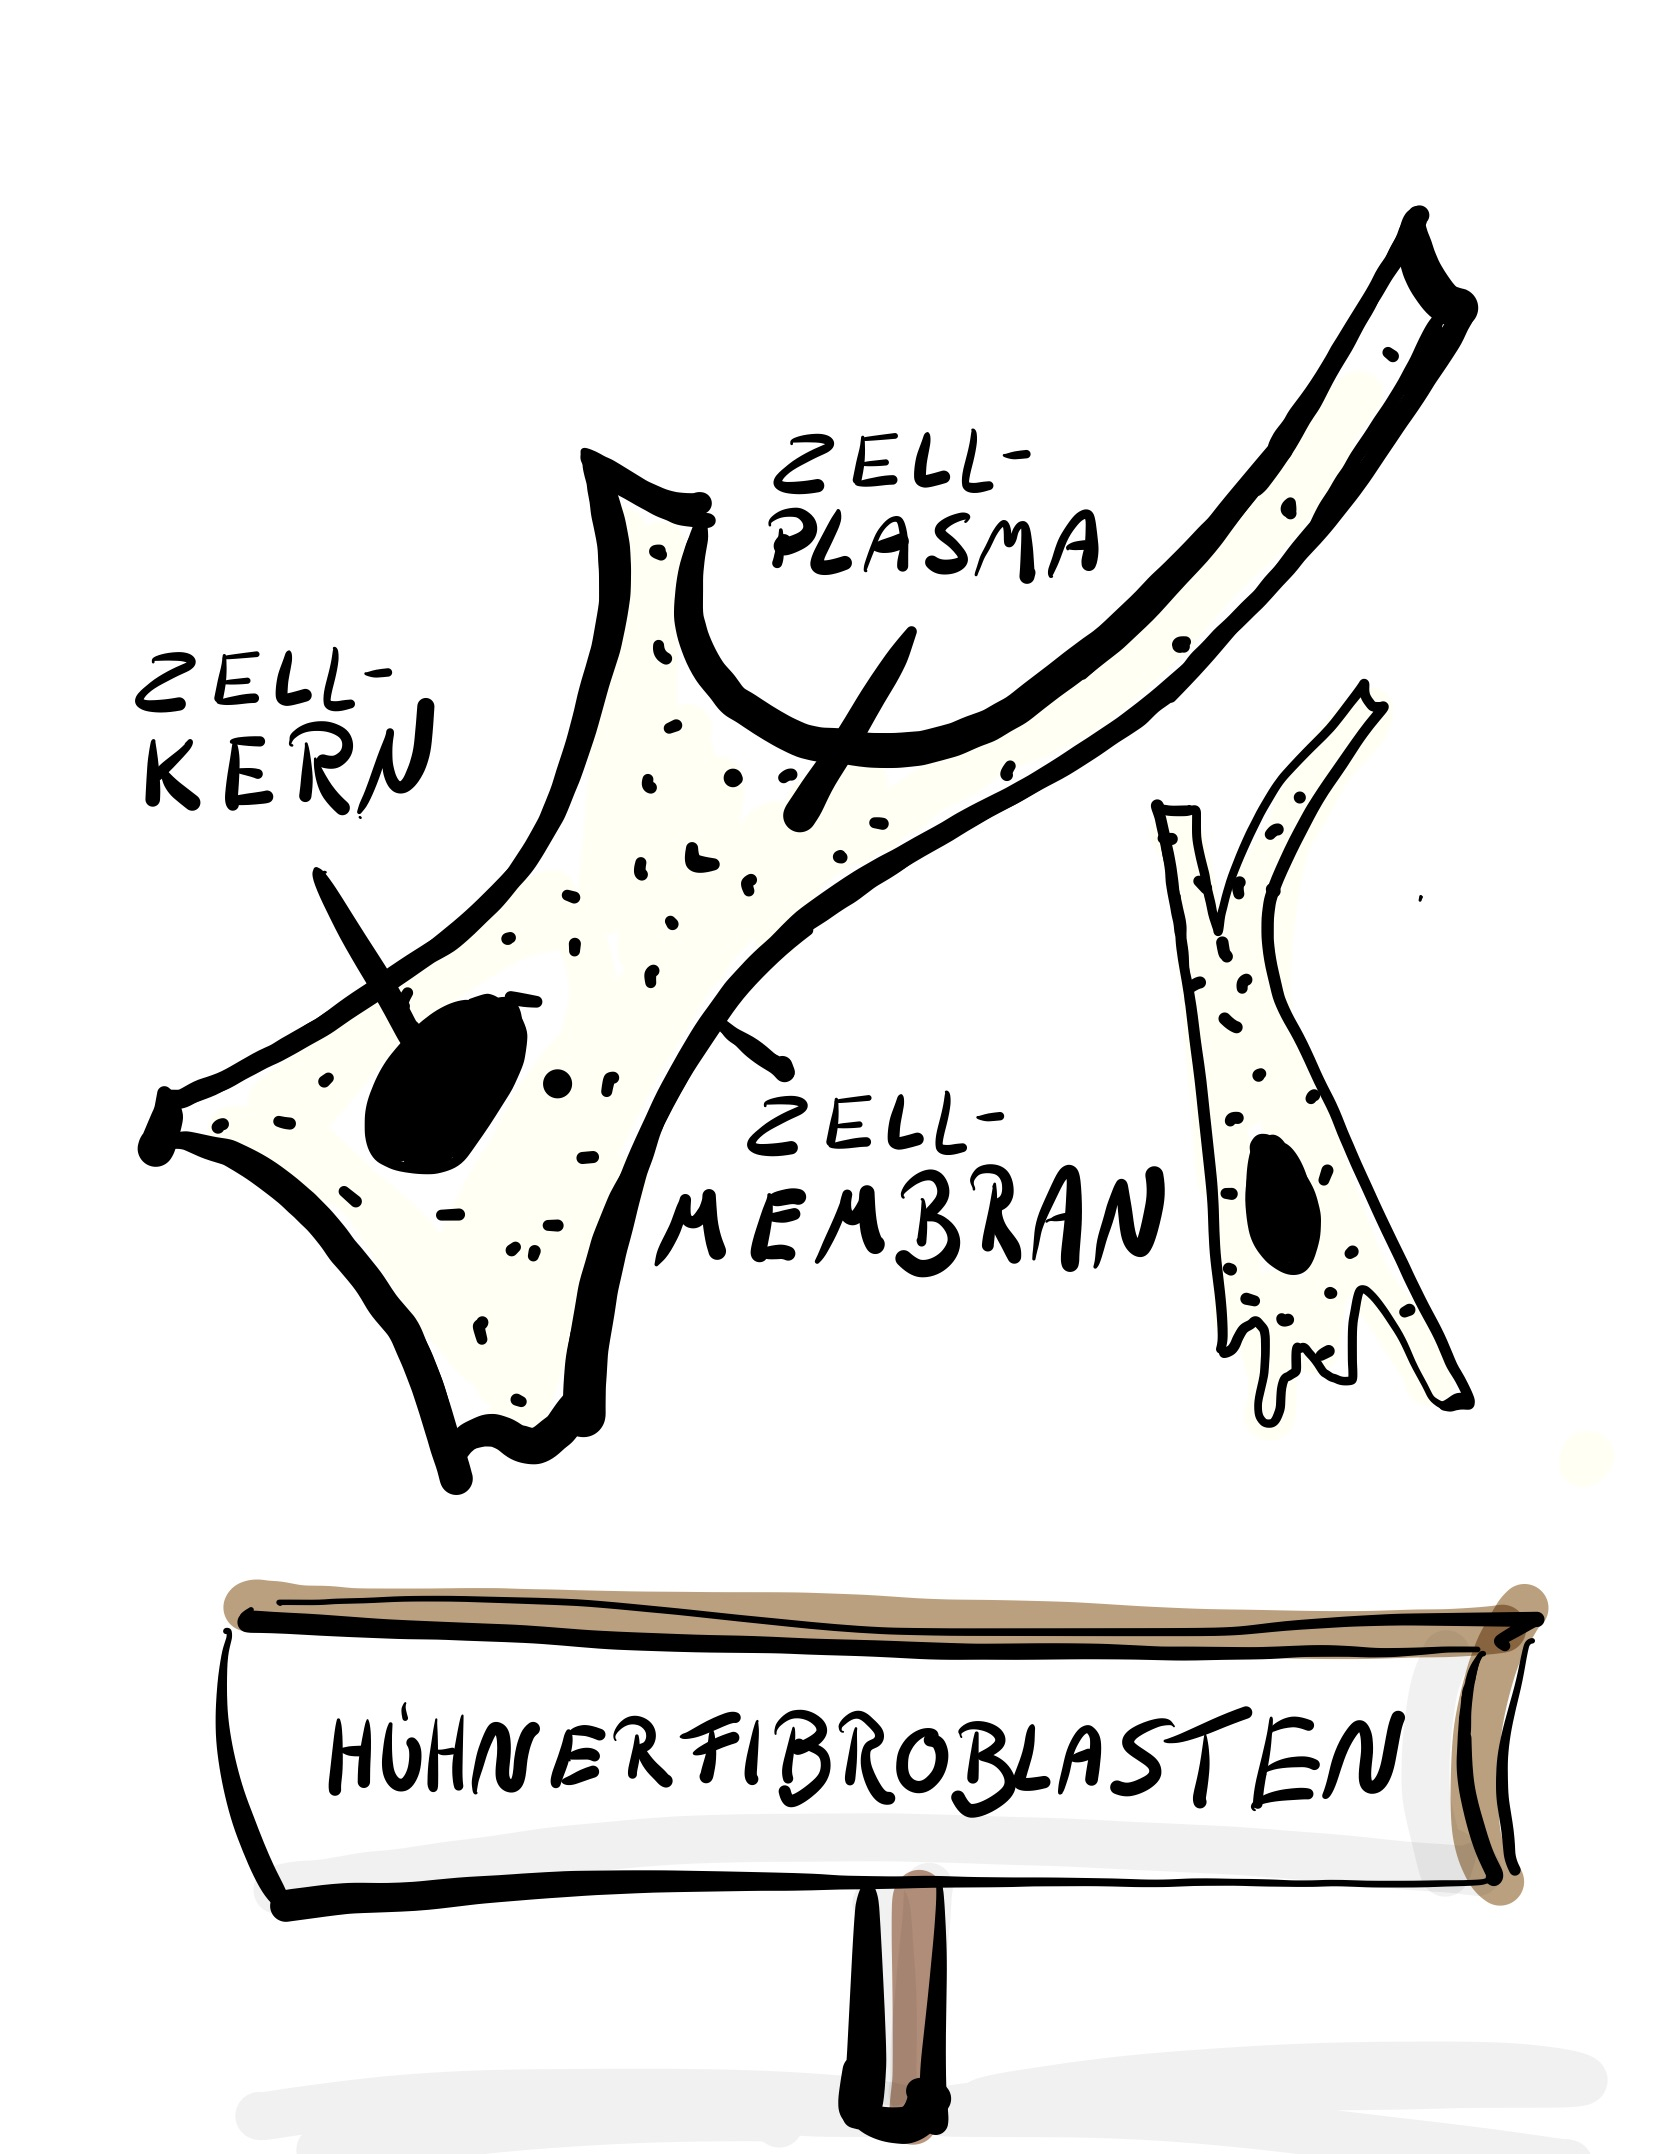 ZELL-
PLASMA
ZELL-
KERN
ZELL-
MEMBRAN
HÜHNERFIBROBLASTEN